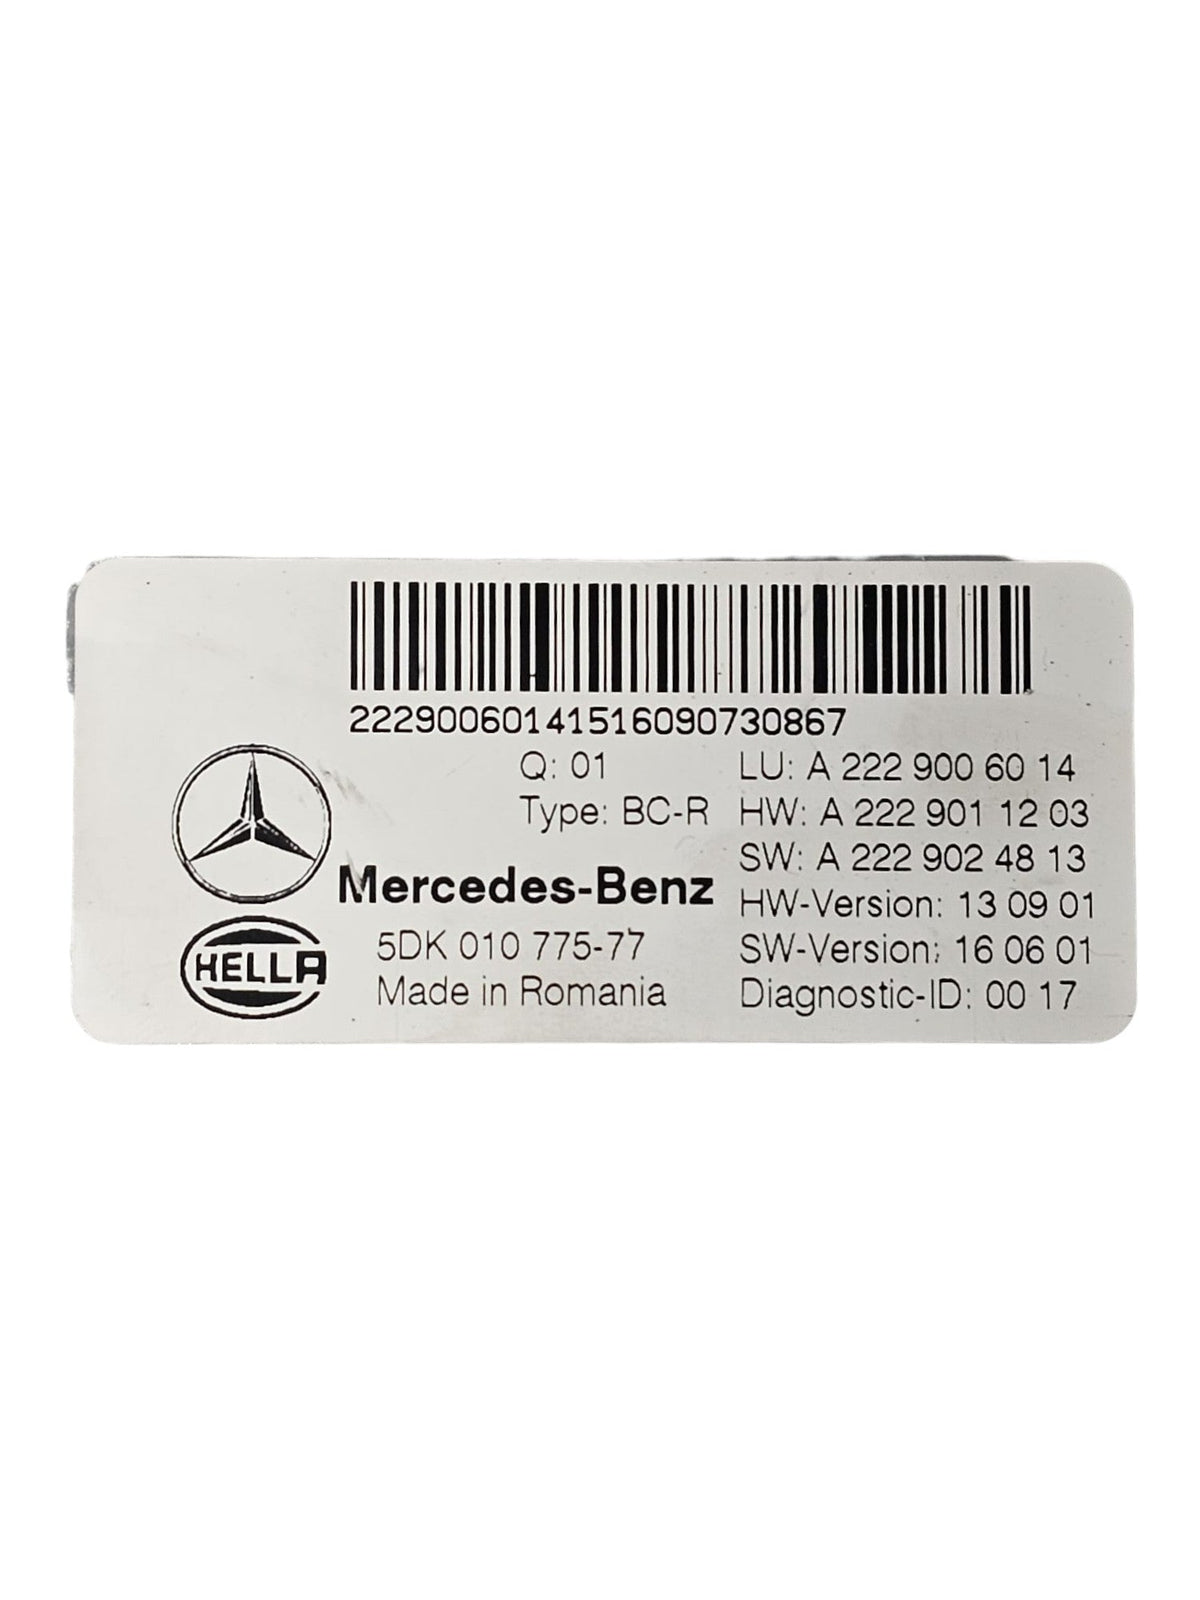 22290060141516090730867
Q: 01
LU: A 222 900 60 14
Type: BC-R
HW: A 222 901 12 03
SW: A 222 902 48 13
Mercedes-Benz
HW-Version: 13 09 01
HELLA
5DK 010 775-77
SW-Version: 16 06 01
Made in Romania
Diagnostic-ID: 00 17